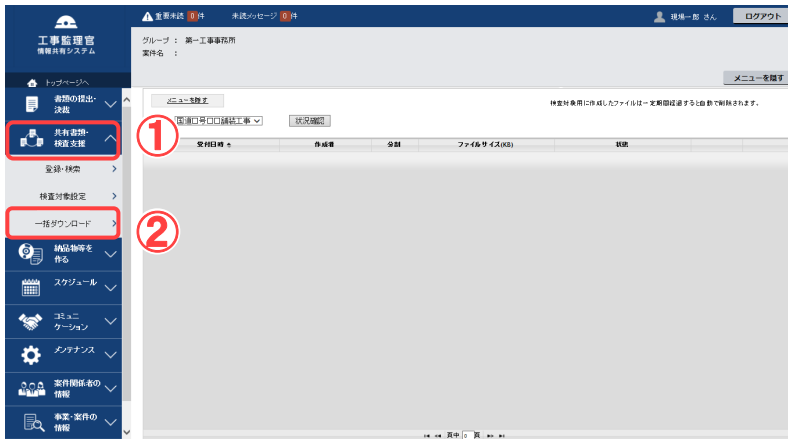 重要未読 0 件 未読メッセージ 0 件
現場一郎 さん
ログアウト
工事監理官
情報共有システム
グループ ： 第一工事事務所
案件名 ：
トップページへ
メニューを隠す
書類の提出・
決裁
共有書類・
検査支援
登録・検索
検査対象設定
一括ダウンロード
納品物等を
作る
スケジュール
コミュニ
ケーション
メンテナンス
案件関係者の
情報
事業・案件の
情報
①
②
メニューを隠す
検査対象用に作成したファイルは一定期間経過すると自動で削除されます。
国道口号口口舗装工事
状況確認
受付日時
作成者
分割
ファイルサイズ(KB)
状態
頁中 0 頁